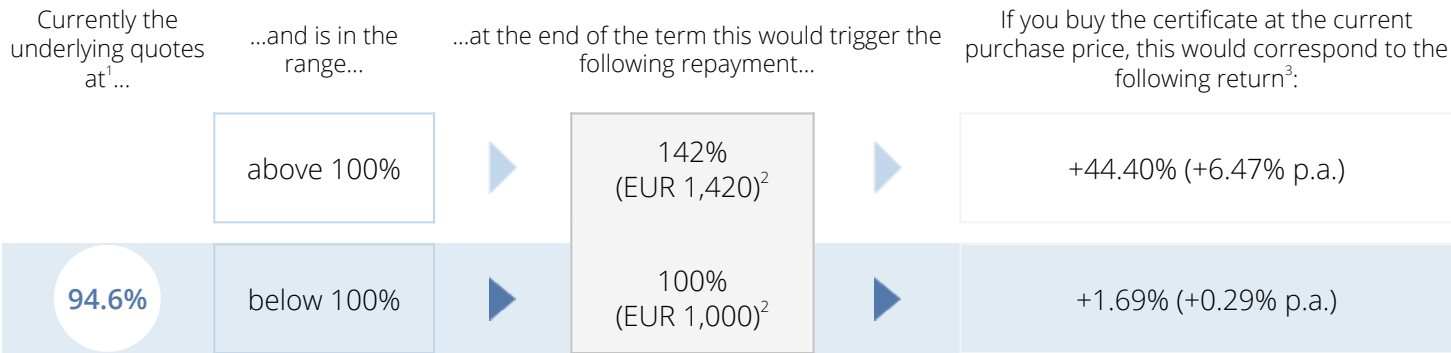 Currently the
underlying quotes
at¹...
...and is in the
range...
...at the end of the term this would trigger the
following repayment...
If you buy the certificate at the current
purchase price, this would correspond to the
following return³:
above 100%
142%
(EUR 1,420)²
+44.40% (+6.47% p.a.)
94.6%
below 100%
100%
(EUR 1,000)²
+1.69% (+0.29% p.a.)